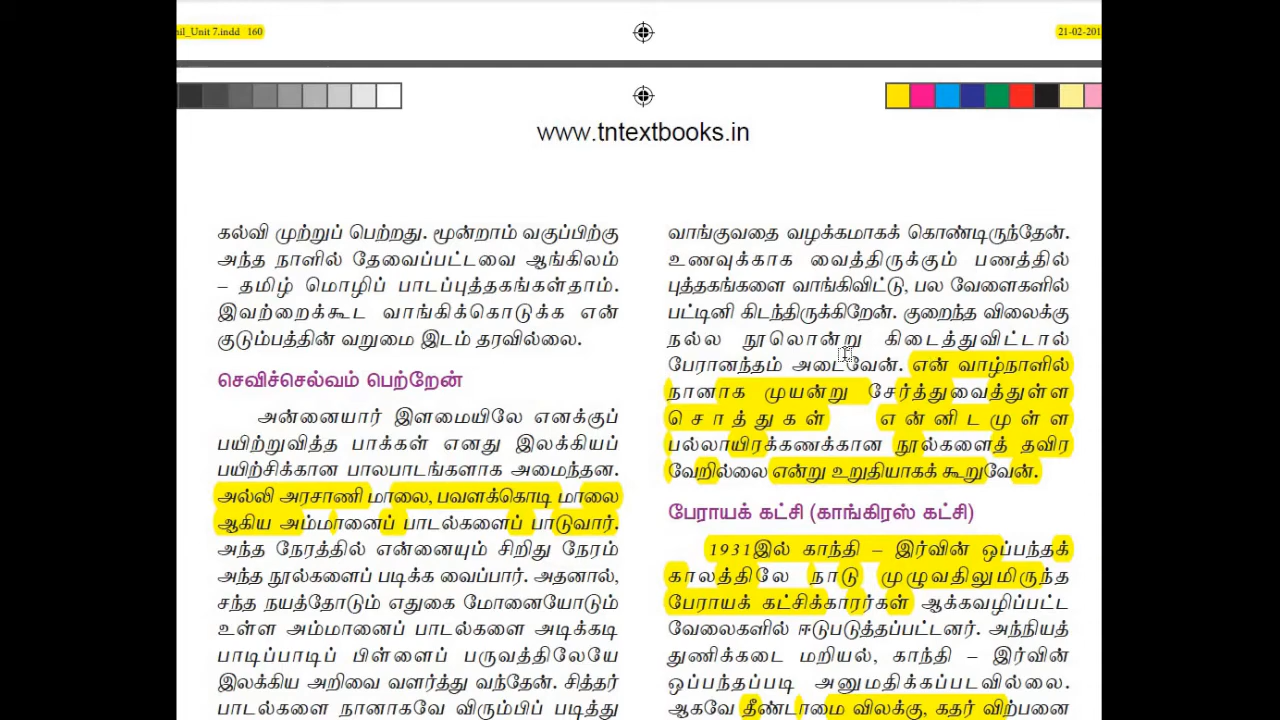 il_Unit 7.indd 160
21-02-201
www.tntextbooks.in
கல்வி முற்றுப் பெற்றது. மூன்றாம் வகுப்பிற்கு
அந்த நாளில் தேவைப்பட்டவை ஆங்கிலம்
– தமிழ் மொழிப் பாடப்புத்தகங்கள்தாம்.
இவற்றைக்கூட வாங்கிக்கொடுக்க என்
குடும்பத்தின் வறுமை இடம் தரவில்லை.
செவிச்செல்வம் பெற்றேன்
அன்னையார் இளமையிலே எனக்குப்
பயிற்றுவித்த பாக்கள் எனது இலக்கியப்
பயிற்சிக்கான பாலபாடங்களாக அமைந்தன.
அல்லி அரசாணி மாலை, பவளக்கொடி மாலை
ஆகிய அம்மானைப் பாடல்களைப் பாடுவார்.
அந்த நேரத்தில் என்னையும் சிறிது நேரம்
அந்த நூல்களைப் படிக்க வைப்பார். அதனால்,
சந்த நயத்தோடும் எதுகை மோனையோடும்
உள்ள அம்மானைப் பாடல்களை அடிக்கடி
பாடிப்பாடிப் பிள்ளைப் பருவத்திலேயே
இலக்கிய அறிவை வளர்த்து வந்தேன். சித்தர்
பாடல்களை நானாகவே விரும்பிப் படித்து
வாங்குவதை வழக்கமாகக் கொண்டிருந்தேன்.
உணவுக்காக வைத்திருக்கும் பணத்தில்
புத்தகங்களை வாங்கிவிட்டு, பல வேளைகளில்
பட்டினி கிடந்திருக்கிறேன். குறைந்த விலைக்கு
நல்ல நூலொன்று கிடைத்துவிட்டால்
பேரானந்தம் அடைவேன். என் வாழ்நாளில்
நானாக முயன்று சேர்த்துவைத்துள்ள
சொத்துகள் என்னிடமுள்ள
பல்லாயிரக்கணக்கான நூல்களைத் தவிர
வேறில்லை என்று உறுதியாகக் கூறுவேன்.
பேராயக் கட்சி (காங்கிரஸ் கட்சி)
1931இல் காந்தி – இர்வின் ஒப்பந்தக்
காலத்திலே நாடு முழுவதிலுமிருந்த
பேராயக் கட்சிக்காரர்கள் ஆக்கவழிப்பட்ட
வேலைகளில் ஈடுபடுத்தப்பட்டனர். அந்நியத்
துணிக்கடை மறியல், காந்தி – இர்வின்
ஒப்பந்தப்படி அனுமதிக்கப்படவில்லை.
ஆகவே தீண்டாமை விலக்கு, கதர் விற்பனை